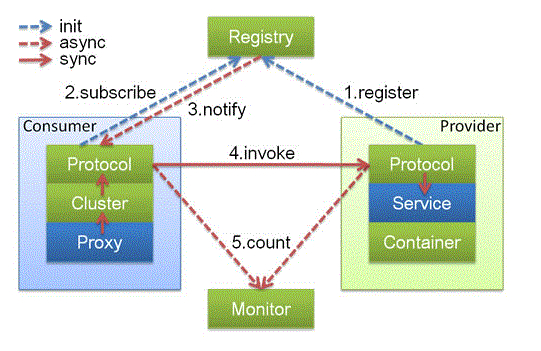 init
async
sync
Registry
2.subscribe
3.notify
1.register
Consumer
Provider
Protocol
4.invoke
Protocol
Cluster
Service
Proxy
5.count
Container
Monitor